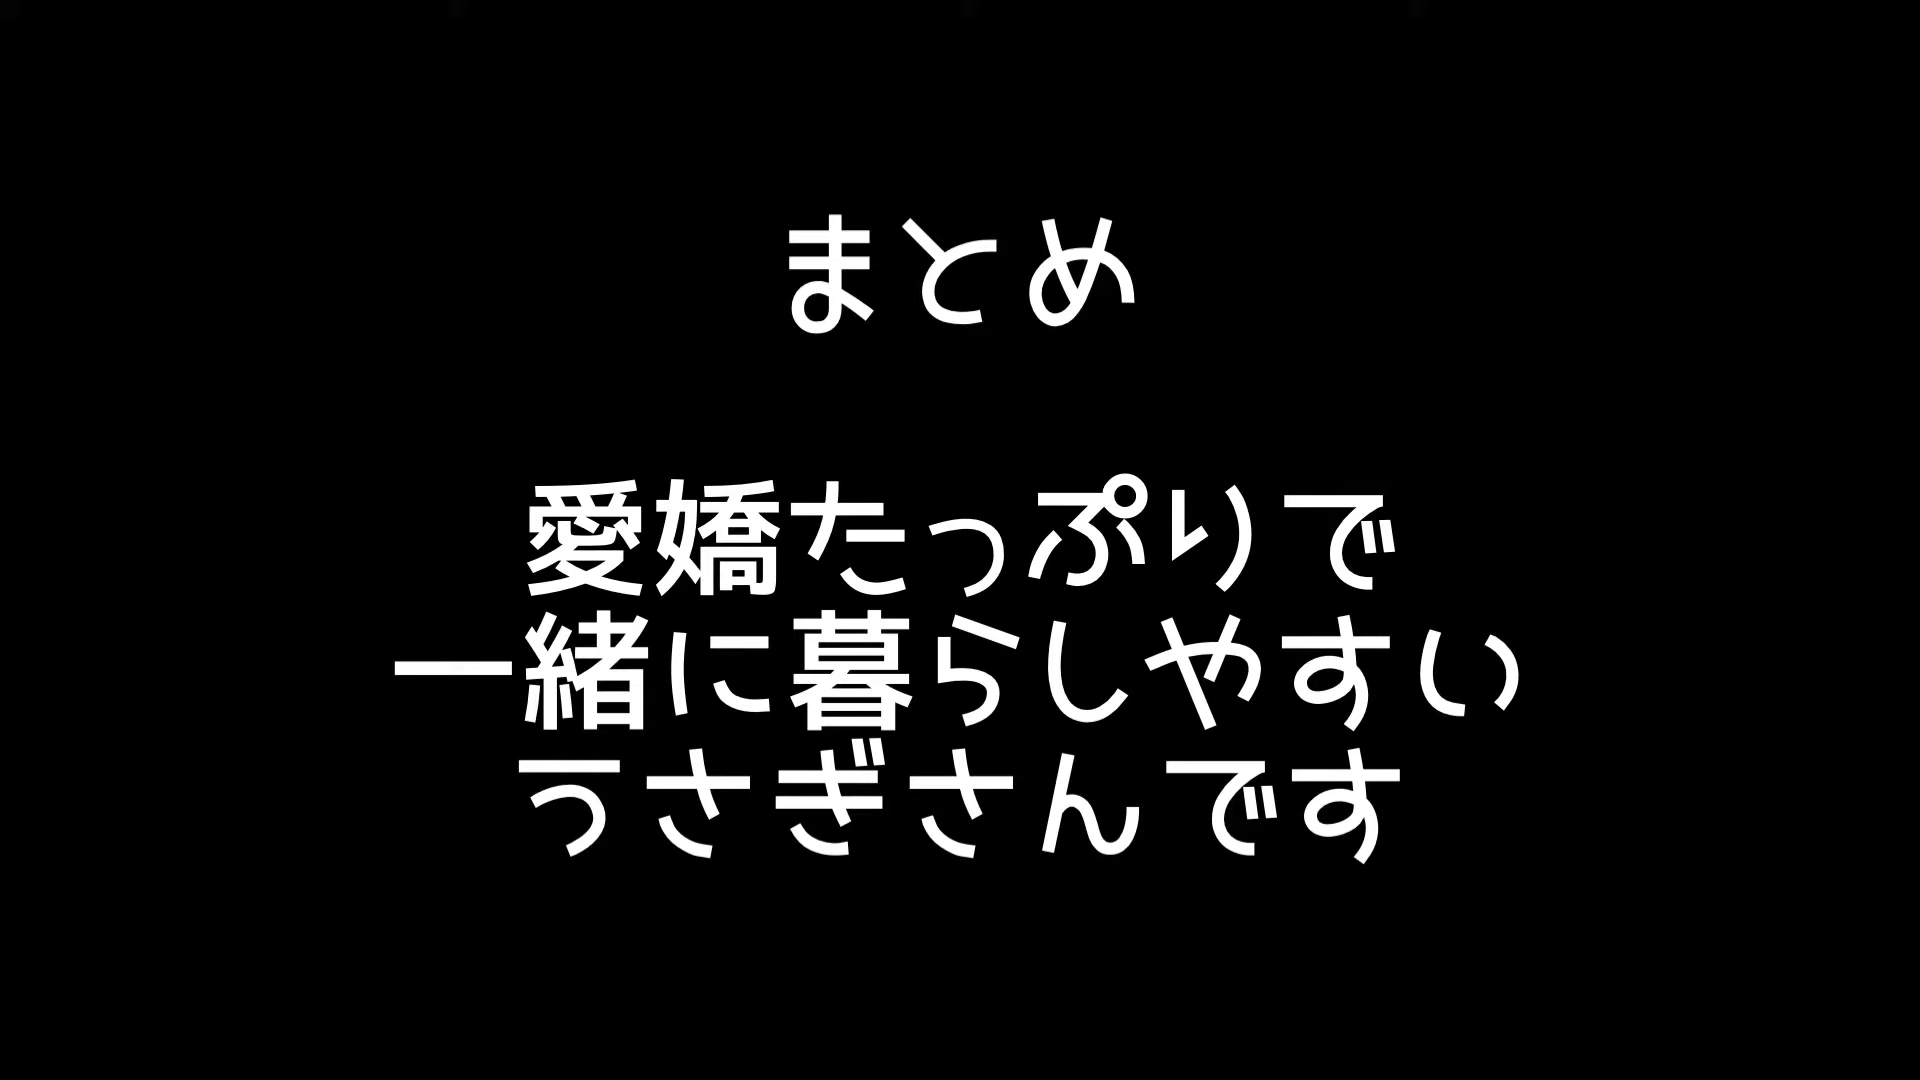 まとめ
愛嬌たっぷりで
一緒に暮らしやすい
うさぎさんです